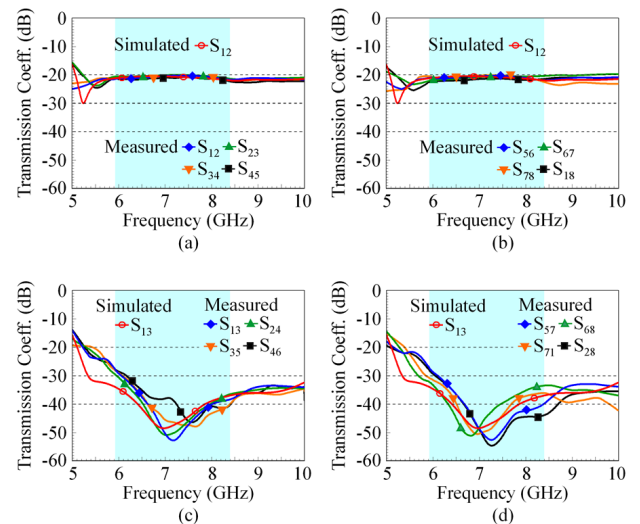 Transmission Coeff. (dB)
0
-10
-20
-30
-40
-50
-60
Simulated S12
Measured S12 S23
S34 S45
5 6 7 8 9 10
Frequency (GHz)
(a)
Transmission Coeff. (dB)
0
-10
-20
-30
-40
-50
-60
Simulated S12
Measured S56 S67
S78 S18
5 6 7 8 9 10
Frequency (GHz)
(b)
Transmission Coeff. (dB)
0
-10
-20
-30
-40
-50
-60
Simulated Measured
S13 S13 S24
S35 S46
5 6 7 8 9 10
Frequency (GHz)
(c)
Transmission Coeff. (dB)
0
-10
-20
-30
-40
-50
-60
Simulated Measured
S13 S57 S68
S71 S28
5 6 7 8 9 10
Frequency (GHz)
(d)